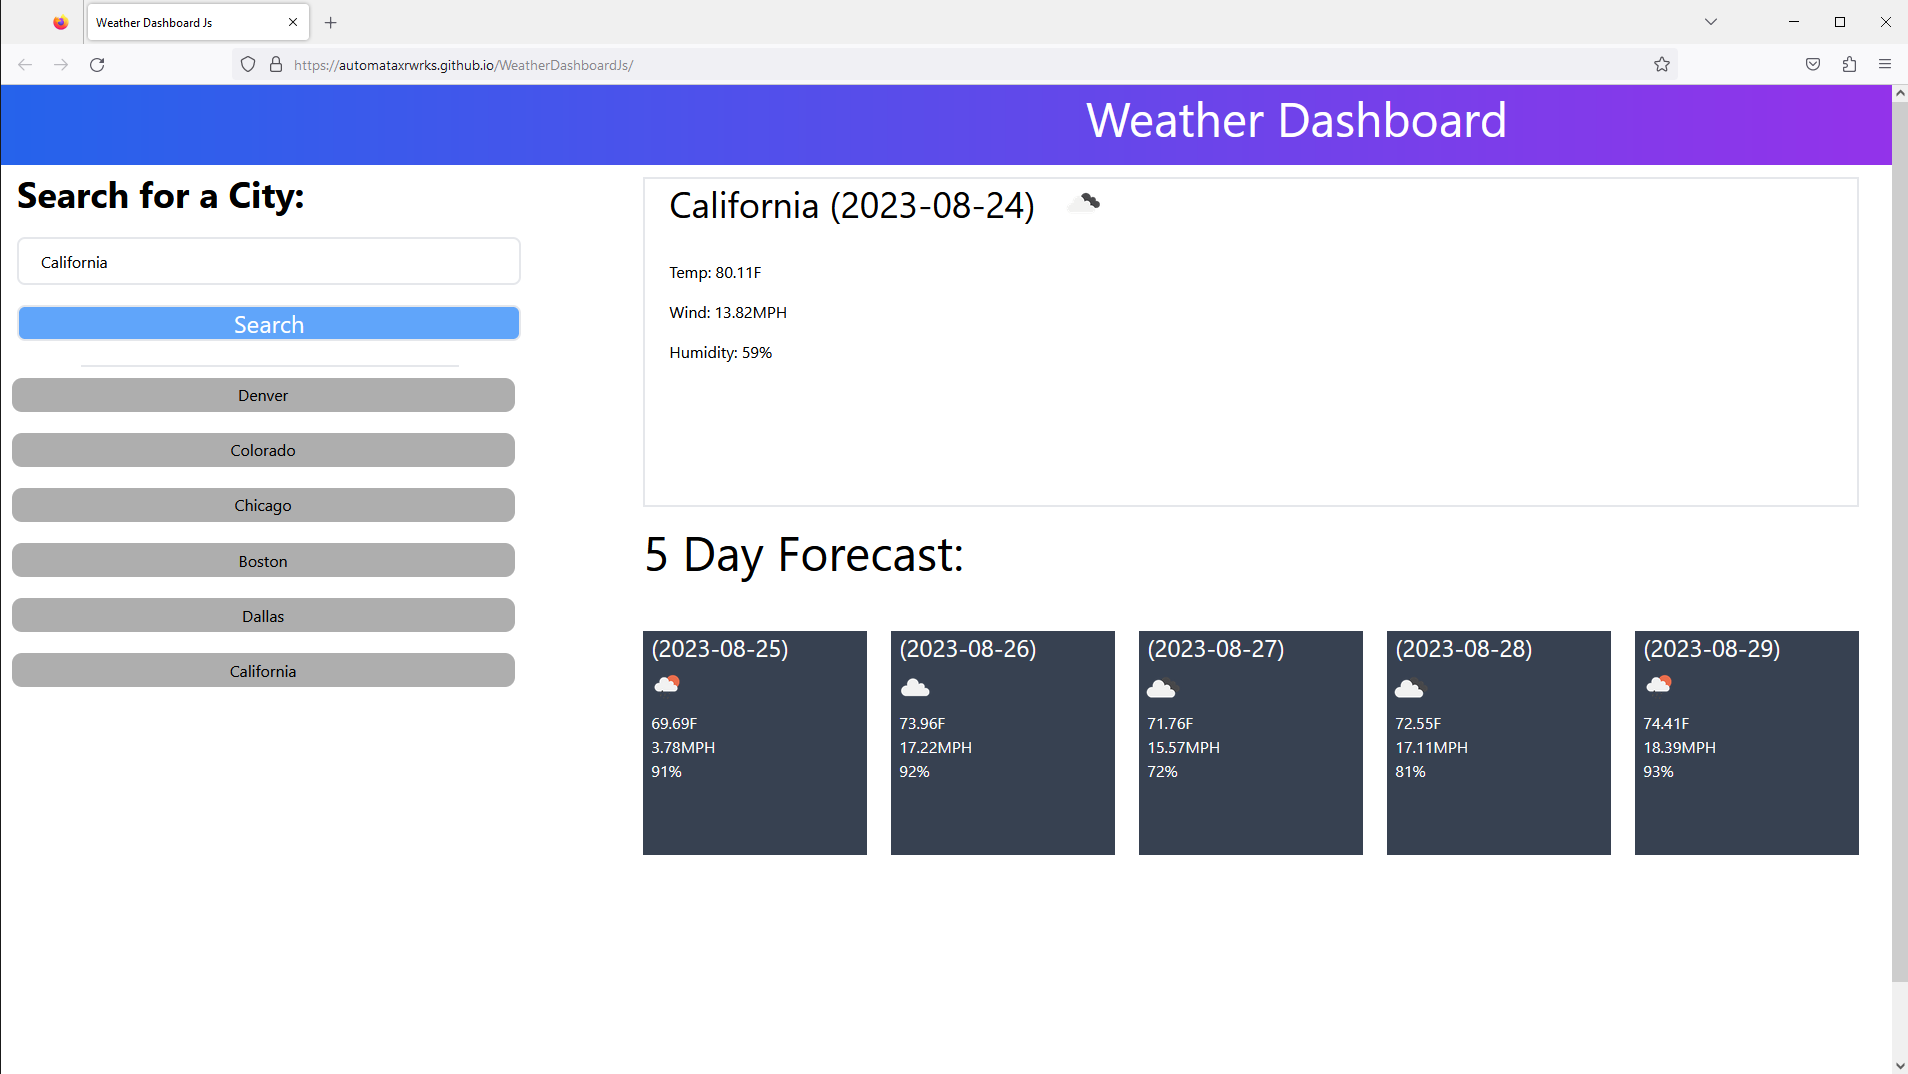 Weather Dashboard Js
https://automataxrwrks.github.io/WeatherDashboardJs/
Weather Dashboard
Search for a City:
California
Search
Denver
Colorado
Chicago
Boston
Dallas
California
California (2023-08-24)
Temp: 80.11F
Wind: 13.82MPH
Humidity: 59%
5 Day Forecast:
(2023-08-25)
69.69F
3.78MPH
91%
(2023-08-26)
73.96F
17.22MPH
92%
(2023-08-27)
71.76F
15.57MPH
72%
(2023-08-28)
72.55F
17.11MPH
81%
(2023-08-29)
74.41F
18.39MPH
93%